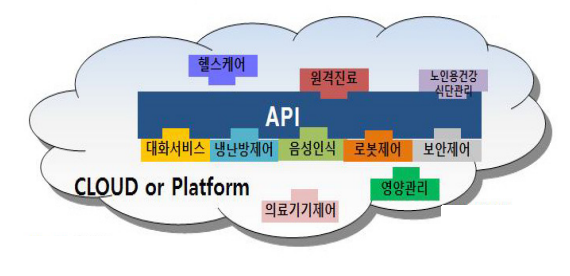 헬스케어
원격진료
노인용건강
식단관리
API
대화서비스 냉난방제어 음성인식 로봇제어 보안제어
CLOUD or Platform
영양관리
의료기기제어